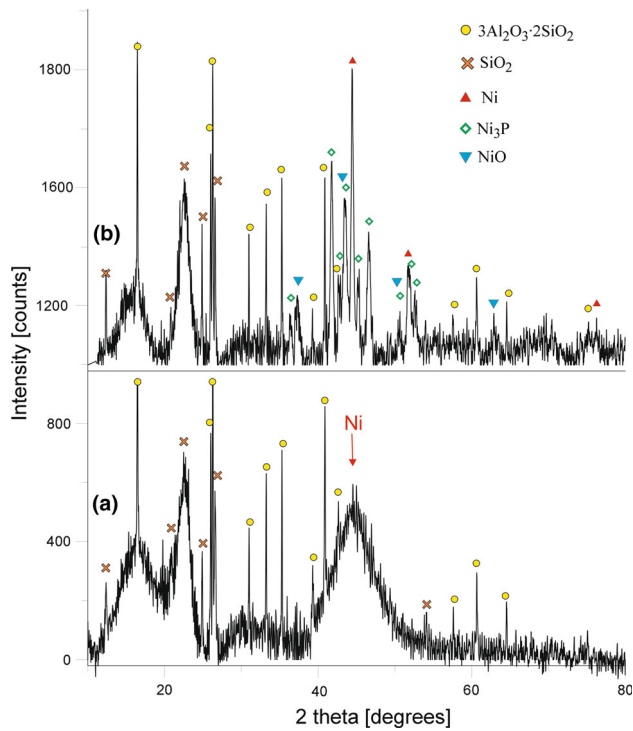 3Al₂O₃·2SiO₂
SiO₂
Ni
Ni₃P
NiO
1800
1600
(b)
1200
Intensity [counts]
800
Ni
(a)
400
0
20
40
60
80
2 theta [degrees]